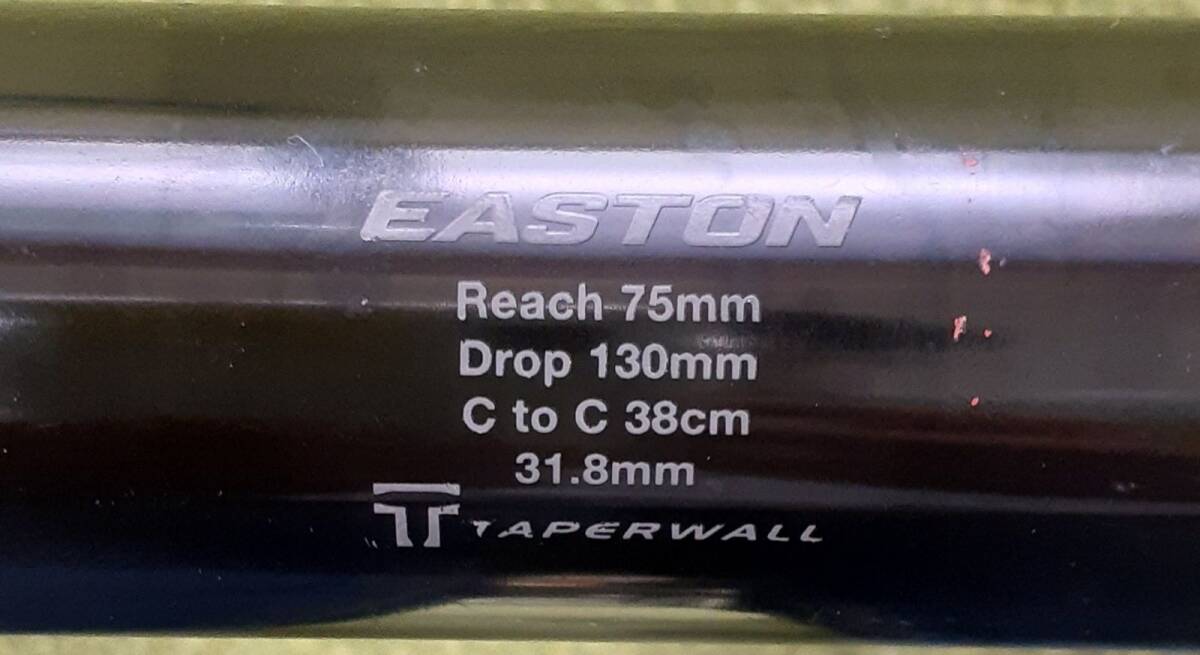 EASTON
Reach 75mm
Drop 130mm
C to C 38cm
31.8mm
TAPERWALL